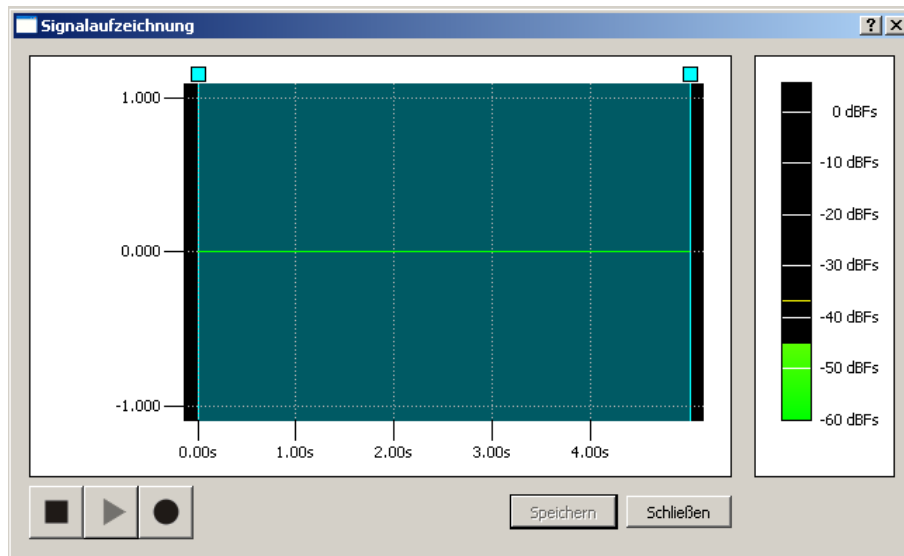 Signalaufzeichnung
1.000
0.000
-1.000
0.00s 1.00s 2.00s 3.00s 4.00s
0 dBFs
-10 dBFs
-20 dBFs
-30 dBFs
-40 dBFs
-50 dBFs
-60 dBFs
Speichern Schließen